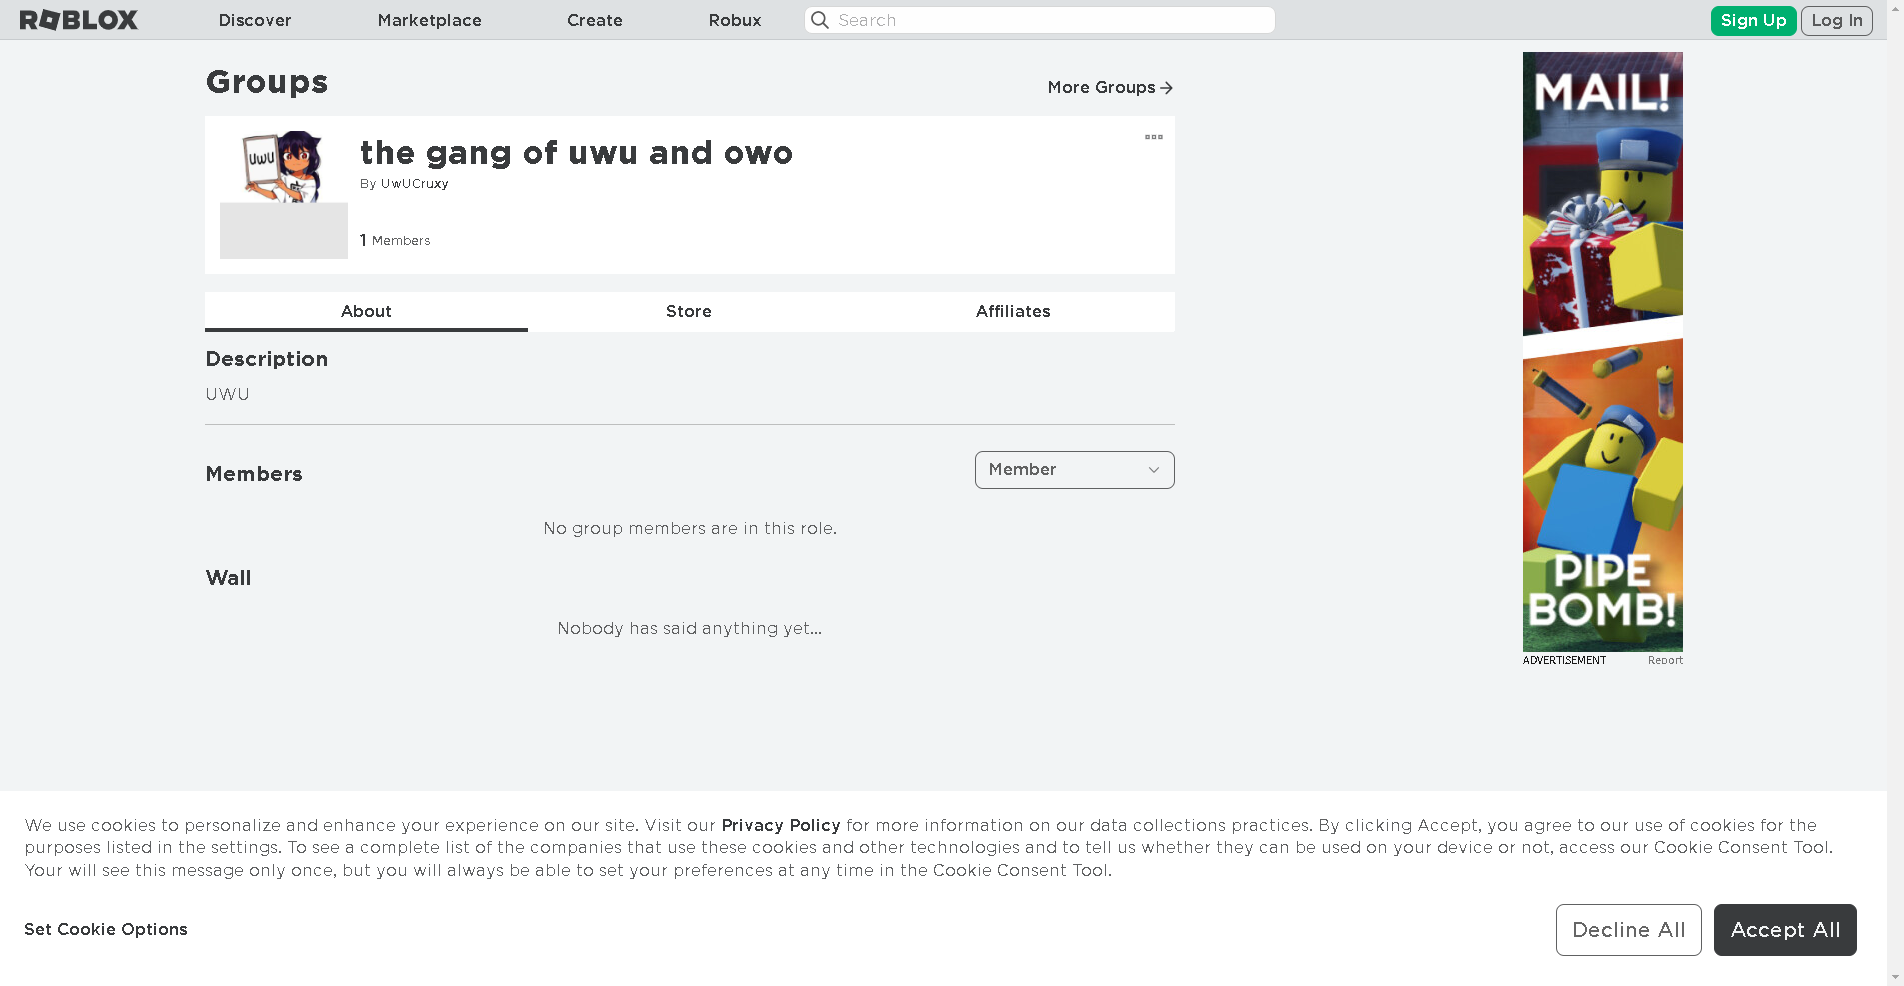 ROBLOX
Discover
Marketplace
Create
Robux
Search
Sign Up
Log In
Groups
More Groups
UWU
the gang of uwu and owo
By UwUCruxy
1 Members
About
Store
Affiliates
Description
UWU
Members
Member
No group members are in this role.
Wall
Nobody has said anything yet...
MAIL!
PIPE
BOMB!
ADVERTISEMENT
Report
We use cookies to personalize and enhance your experience on our site. Visit our Privacy Policy for more information on our data collections practices. By clicking Accept, you agree to our use of cookies for the
purposes listed in the settings. To see a complete list of the companies that use these cookies and other technologies and to tell us whether they can be used on your device or not, access our Cookie Consent Tool.
Your will see this message only once, but you will always be able to set your preferences at any time in the Cookie Consent Tool.
Set Cookie Options
Decline All
Accept All